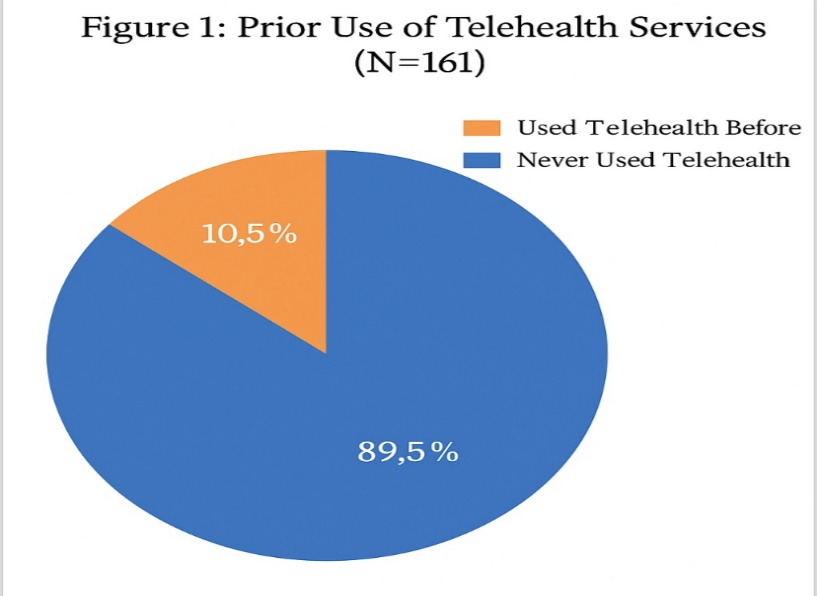 Figure 1: Prior Use of Telehealth Services
(N=161)
Used Telehealth Before
Never Used Telehealth
10,5%
89,5%